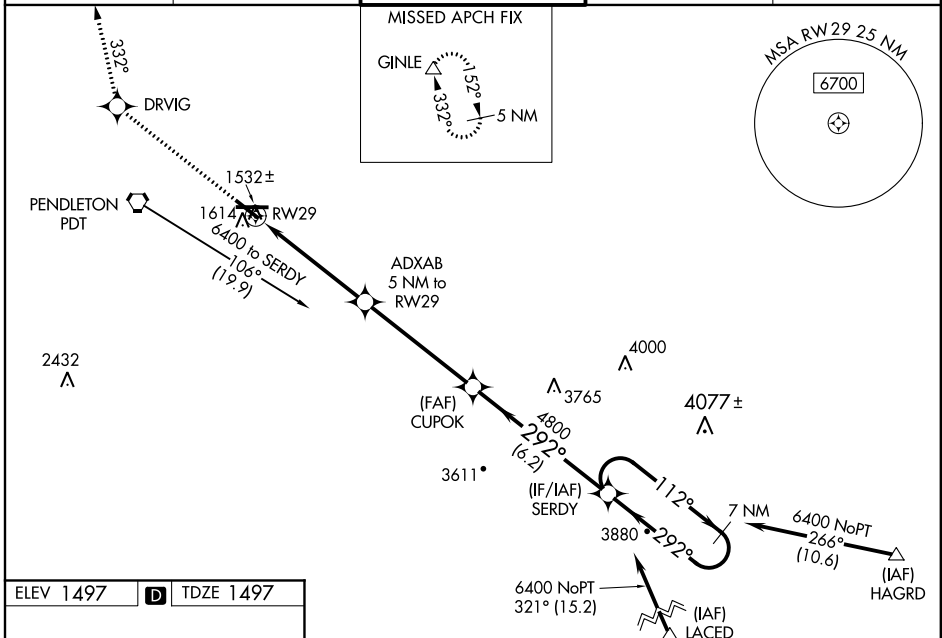 MISSED APCH FIX
GINLE
152°
332°
5 NM
MSA RW 29 25 NM
6700
332°
DRVIG
PENDLETON
PDT
1532 ±
1614
RW29
6400 to SERDY
106°
(19.9)
ADXAB
5 NM to
RW29
2432
4000
3765
4077 ±
(FAF)
CUPOK
4800
292°
(6.2)
3611
(IF/IAF)
SERDY
112°
7 NM
3880
292°
6400 NoPT
266°
(10.6)
(IAF)
HAGRD
6400 NoPT
321° (15.2)
(IAF)
LACED
ELEV 1497
D
TDZE 1497